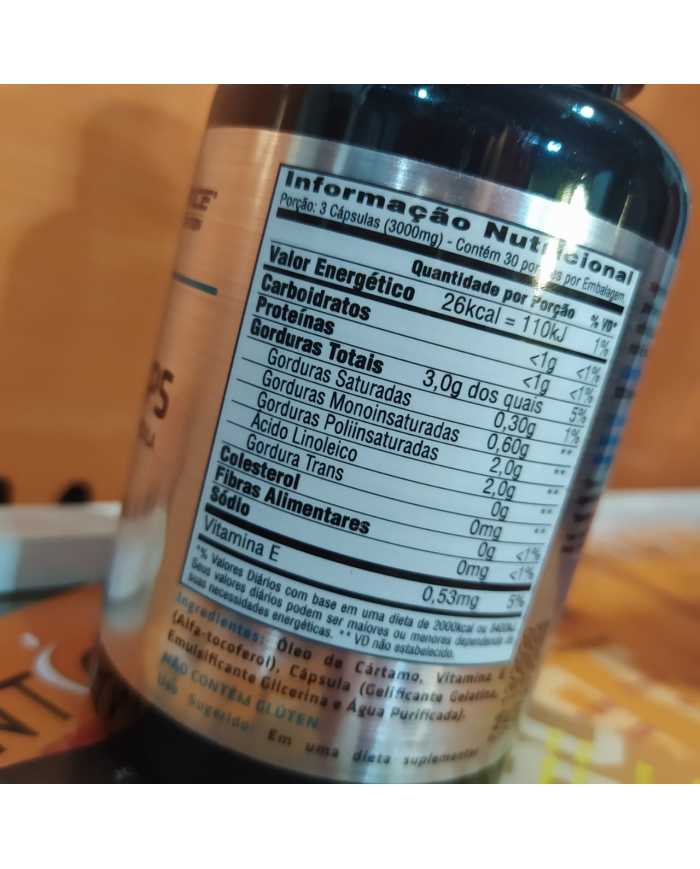 Informação Nutricional
Porção: 3 Cápsulas (3000mg) - Contém 30 porções por Embalagem
Quantidade por Porção % VD*
Valor Energético 26kcal = 110kJ 1%
Carboidratos <1g <1%
Proteínas <1g <1%
Gorduras Totais 3,0g dos quais 5%
Gorduras Saturadas 0,30g 1%
Gorduras Monoinsaturadas 0,60g **
Gorduras Poliinsaturadas 2,0g **
Ácido Linoleico 2,0g **
Gordura Trans 0g **
Colesterol 0mg <1%
Fibras Alimentares 0g <1%
Sódio 0mg
Vitamina E 0,53mg 5%
*% Valores Diários com base em uma dieta de 2000kcal ou 8400kJ.
Seus valores diários podem ser maiores ou menores dependendo de
suas necessidades energéticas. ** VD não estabelecido.
Ingredientes: Óleo de Cártamo, Vitamina E
(Alfa-tocoferol), Cápsula (Gelificante Gelatina,
Emulsificante Glicerina e Água Purificada).
NÃO CONTÉM GLÚTEN
Uso Sugerido: Em uma dieta suplementar
PS
ENT